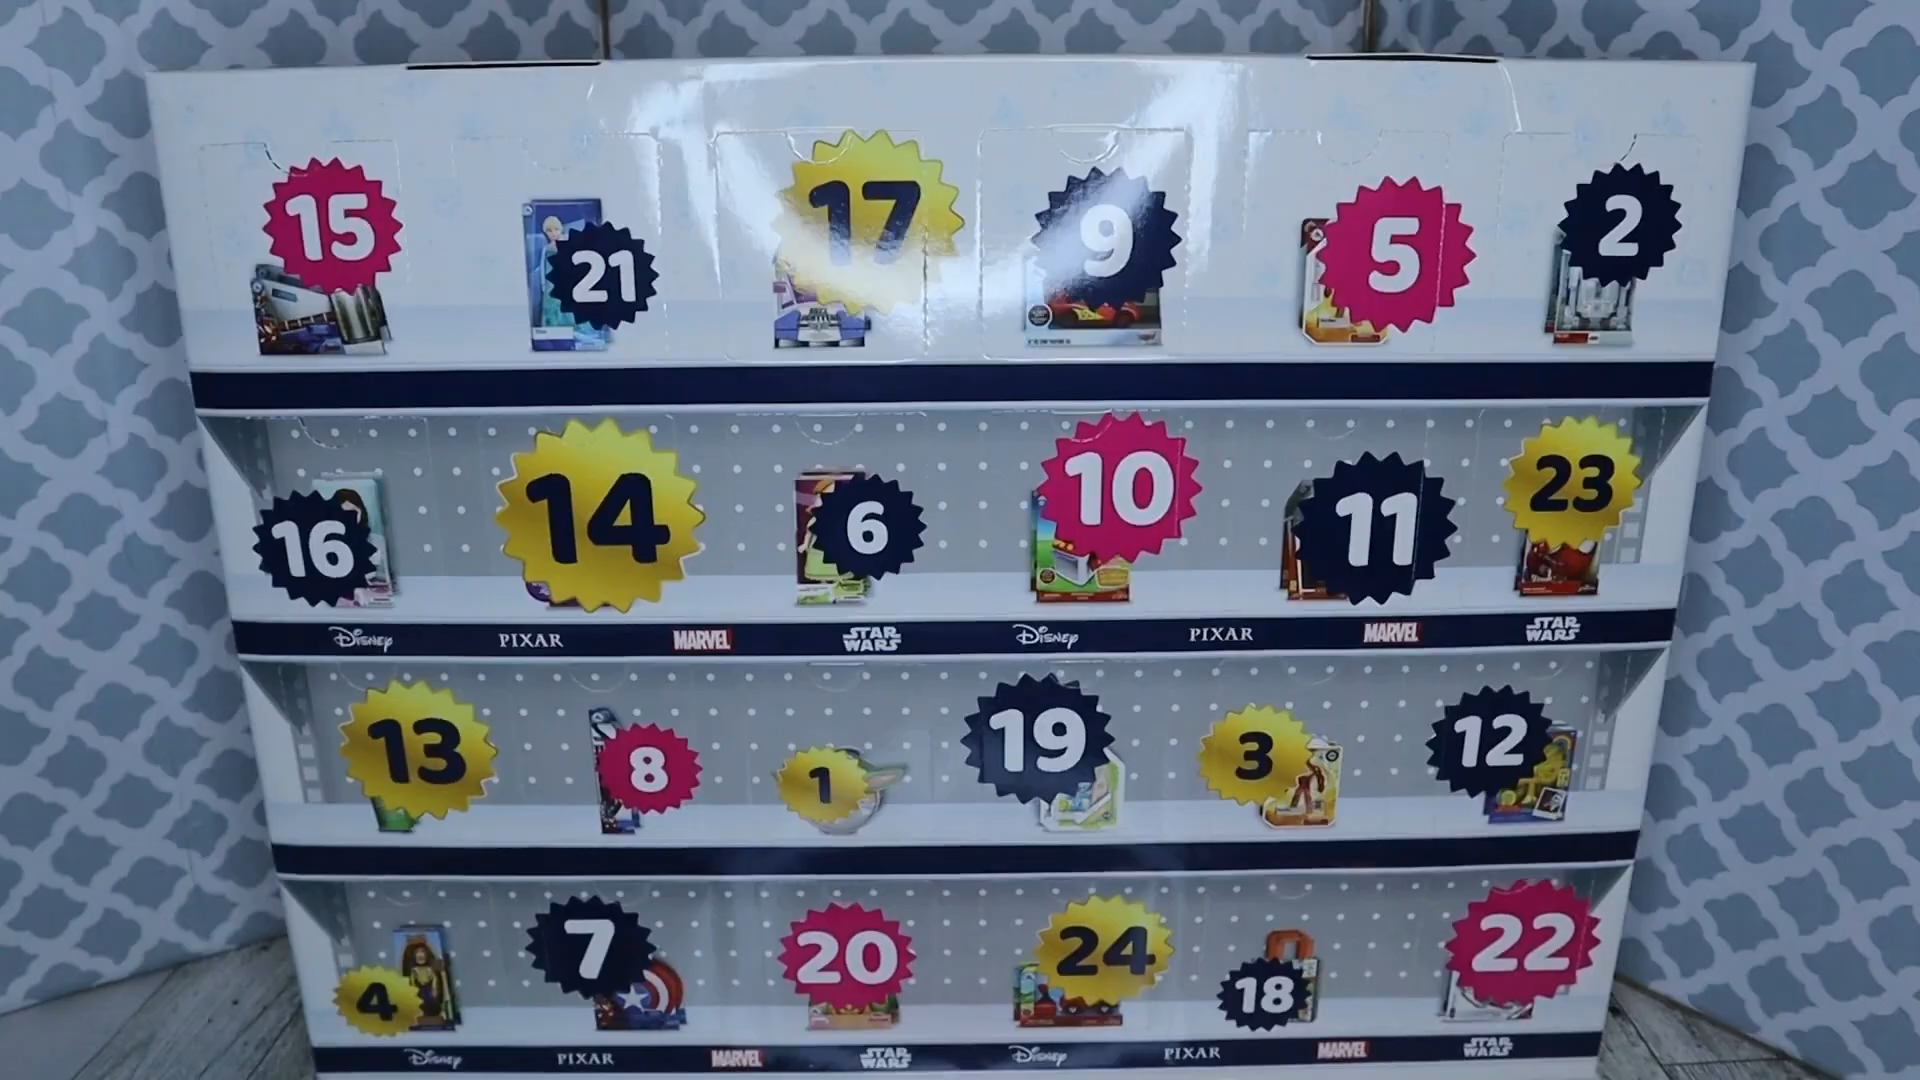 15 21 17 9 5 2
16 14 6 10 11 23
Disney PIXAR MARVEL STAR WARS Disney PIXAR MARVEL STAR WARS
13 8 1 19 3 12
4 7 20 24 18 22
Disney PIXAR MARVEL STAR WARS Disney PIXAR MARVEL STAR WARS